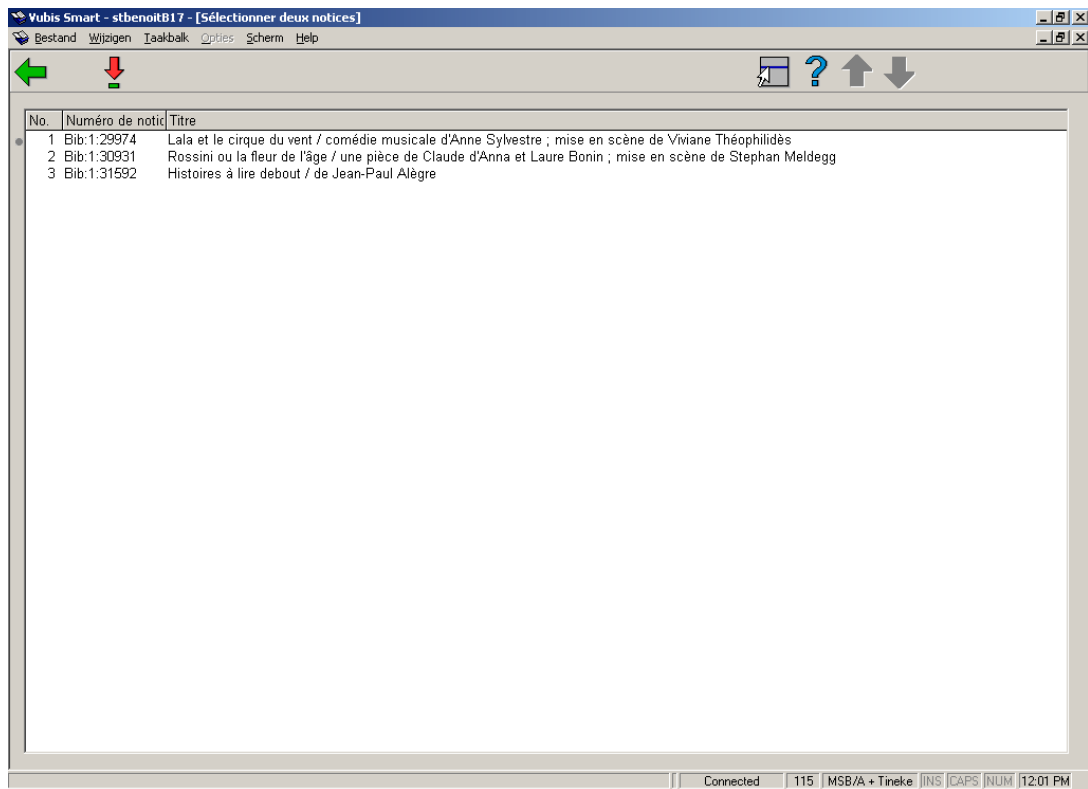 Vubis Smart - stbenoitB17 - [Sélectionner deux notices]
Bestand Wijzigen Taakbalk Opties Scherm Help
No. Numéro de notic Titre
1 Bib:1:29974 Lala et le cirque du vent / comédie musicale d'Anne Sylvestre ; mise en scène de Viviane Théophilidès
2 Bib:1:30931 Rossini ou la fleur de l'âge / une pièce de Claude d'Anna et Laure Bonin ; mise en scène de Stephan Meldegg
3 Bib:1:31592 Histoires à lire debout / de Jean-Paul Alègre
Connected 115 MSB/A + Tineke INS CAPS NUM 12:01 PM